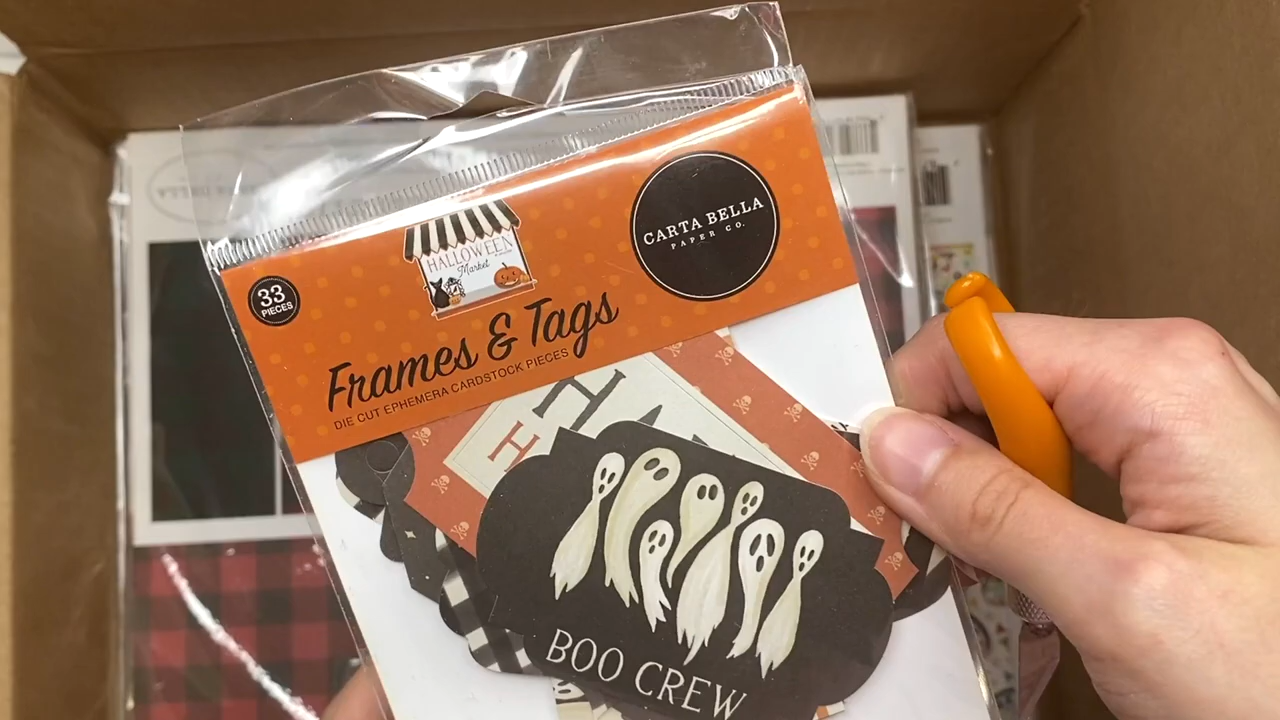 CARTA BELLA
PAPER CO.
HALLOWEEN
Market
33
PIECES
Frames & Tags
DIE CUT EPHEMERA CARDSTOCK PIECES
BOO CREW